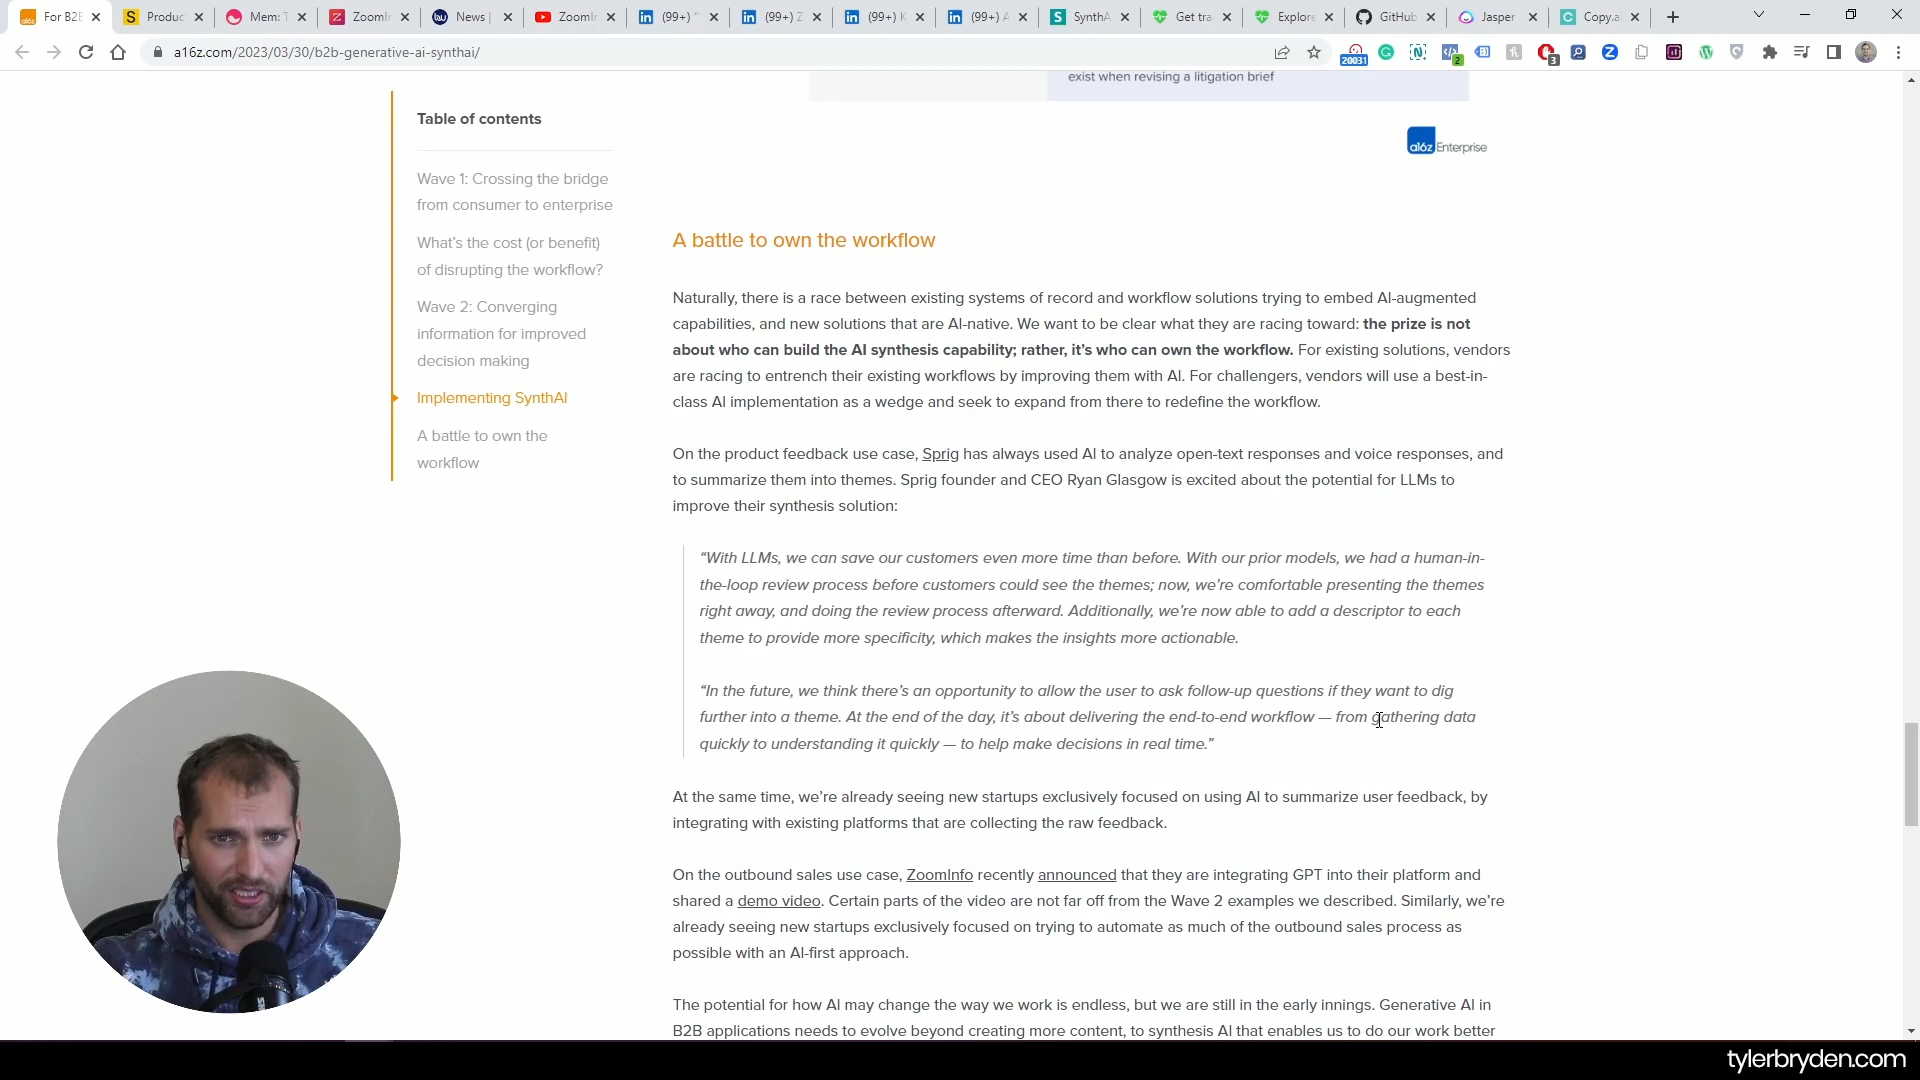 For B2B
Produc
Mem: T
ZoomIn
News |
ZoomIn
(99+) "
(99+) Z
(99+) K
(99+) A
SynthA
Get tra
Explore
GitHub
Jasper
Copy.a
a16z.com/2023/03/30/b2b-generative-ai-synthai/
20031
2
3
exist when revising a litigation brief
a16z Enterprise
Table of contents
Wave 1: Crossing the bridge
from consumer to enterprise
What's the cost (or benefit)
of disrupting the workflow?
Wave 2: Converging
information for improved
decision making
Implementing SynthAI
A battle to own the
workflow
A battle to own the workflow
Naturally, there is a race between existing systems of record and workflow solutions trying to embed AI-augmented
capabilities, and new solutions that are AI-native. We want to be clear what they are racing toward: the prize is not
about who can build the AI synthesis capability; rather, it's who can own the workflow. For existing solutions, vendors
are racing to entrench their existing workflows by improving them with AI. For challengers, vendors will use a best-in-
class AI implementation as a wedge and seek to expand from there to redefine the workflow.
On the product feedback use case, Sprig has always used AI to analyze open-text responses and voice responses, and
to summarize them into themes. Sprig founder and CEO Ryan Glasgow is excited about the potential for LLMs to
improve their synthesis solution:
“With LLMs, we can save our customers even more time than before. With our prior models, we had a human-in-
the-loop review process before customers could see the themes; now, we're comfortable presenting the themes
right away, and doing the review process afterward. Additionally, we're now able to add a descriptor to each
theme to provide more specificity, which makes the insights more actionable.
“In the future, we think there's an opportunity to allow the user to ask follow-up questions if they want to dig
further into a theme. At the end of the day, it's about delivering the end-to-end workflow — from gathering data
quickly to understanding it quickly — to help make decisions in real time.”
At the same time, we're already seeing new startups exclusively focused on using AI to summarize user feedback, by
integrating with existing platforms that are collecting the raw feedback.
On the outbound sales use case, ZoomInfo recently announced that they are integrating GPT into their platform and
shared a demo video. Certain parts of the video are not far off from the Wave 2 examples we described. Similarly, we're
already seeing new startups exclusively focused on trying to automate as much of the outbound sales process as
possible with an AI-first approach.
The potential for how AI may change the way we work is endless, but we are still in the early innings. Generative AI in
B2B applications needs to evolve beyond creating more content, to synthesis AI that enables us to do our work better
tylerbryden.com